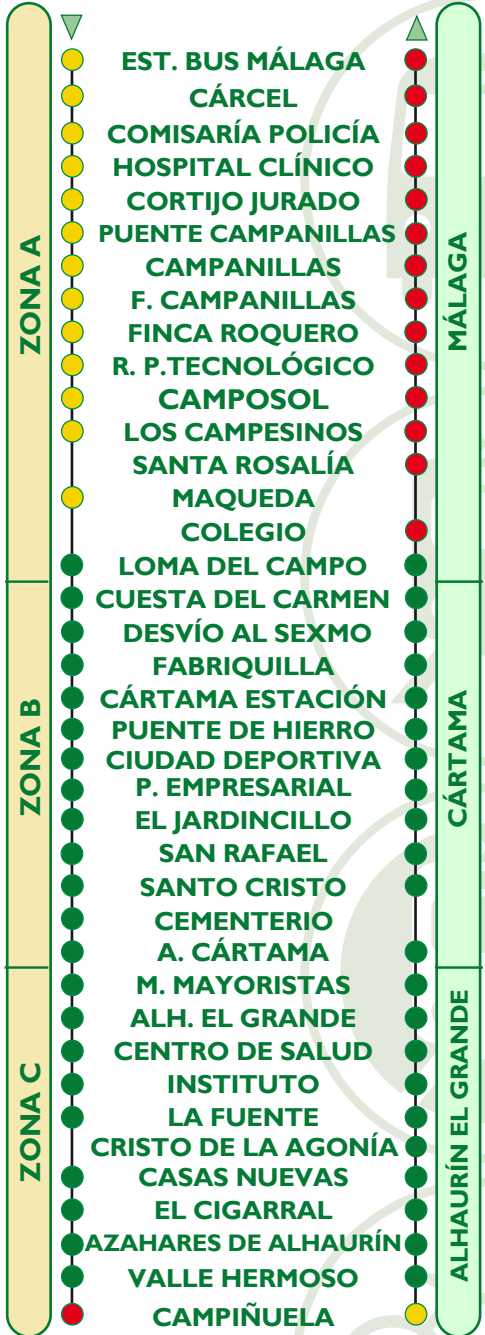 EST. BUS MÁLAGA
CÁRCEL
COMISARÍA POLICÍA
HOSPITAL CLÍNICO
CORTIJO JURADO
PUENTE CAMPANILLAS
CAMPANILLAS
F. CAMPANILLAS
FINCA ROQUERO
R. P.TECNOLÓGICO
CAMPOSOL
LOS CAMPESINOS
SANTA ROSALÍA
MAQUEDA
COLEGIO
LOMA DEL CAMPO
CUESTA DEL CARMEN
DESVÍO AL SEXMO
FABRIQUILLA
CÁRTAMA ESTACIÓN
PUENTE DE HIERRO
CIUDAD DEPORTIVA
P. EMPRESARIAL
EL JARDINCILLO
SAN RAFAEL
SANTO CRISTO
CEMENTERIO
A. CÁRTAMA
M. MAYORISTAS
ALH. EL GRANDE
CENTRO DE SALUD
INSTITUTO
LA FUENTE
CRISTO DE LA AGONÍA
CASAS NUEVAS
EL CIGARRAL
AZAHARES DE ALHAURÍN
VALLE HERMOSO
CAMPIÑUELA
ZONA A
ZONA B
ZONA C
MÁLAGA
CÁRTAMA
ALHAURÍN EL GRANDE